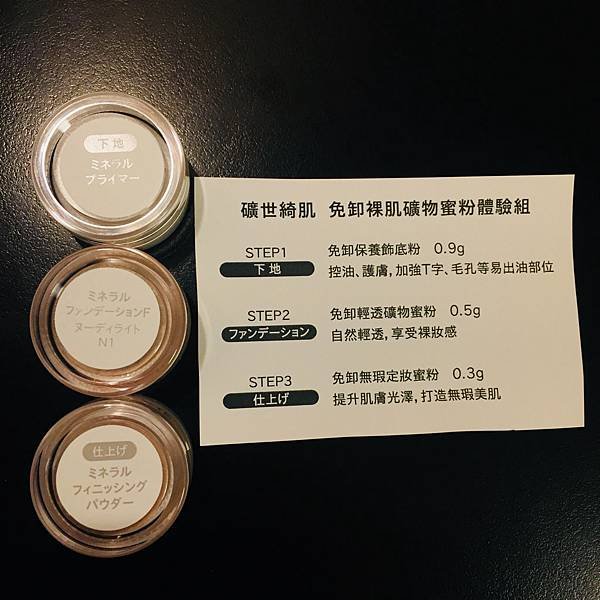 下地
ミネラル
プライマー
ミネラル
ファンデーションF
ヌーディライト
N1
仕上げ
ミネラル
フィニッシング
パウダー
礦世綺肌 免卸裸肌礦物蜜粉體驗組
STEP1 免卸保養飾底粉 0.9g
下地 控油、護膚,加強T字、毛孔等易出油部位
STEP2 免卸輕透礦物蜜粉 0.5g
ファンデーション 自然輕透,享受裸妝感
STEP3 免卸無瑕定妝蜜粉 0.3g
仕上げ 提升肌膚光澤,打造無瑕美肌